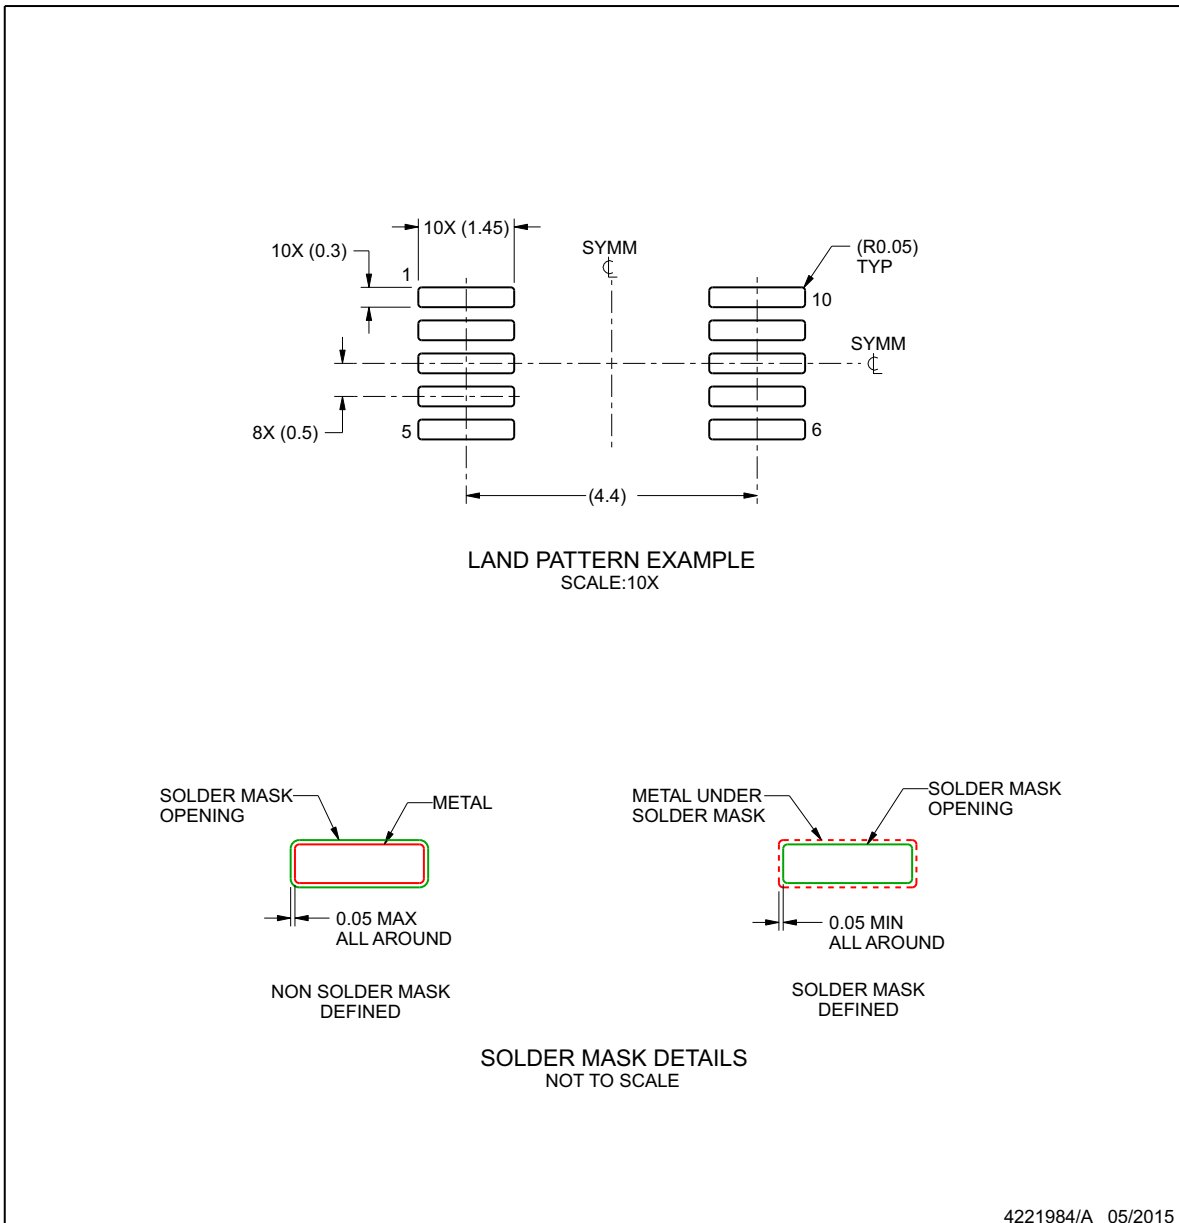 10X (1.45)
10X (0.3)
SYMM
(R0.05)
TYP
1
10
SYMM
8X (0.5)
5
6
(4.4)
LAND PATTERN EXAMPLE
SCALE:10X
SOLDER MASK
OPENING
METAL
METAL UNDER
SOLDER MASK
SOLDER MASK
OPENING
0.05 MAX
ALL AROUND
0.05 MIN
ALL AROUND
NON SOLDER MASK
DEFINED
SOLDER MASK
DEFINED
SOLDER MASK DETAILS
NOT TO SCALE
4221984/A 05/2015